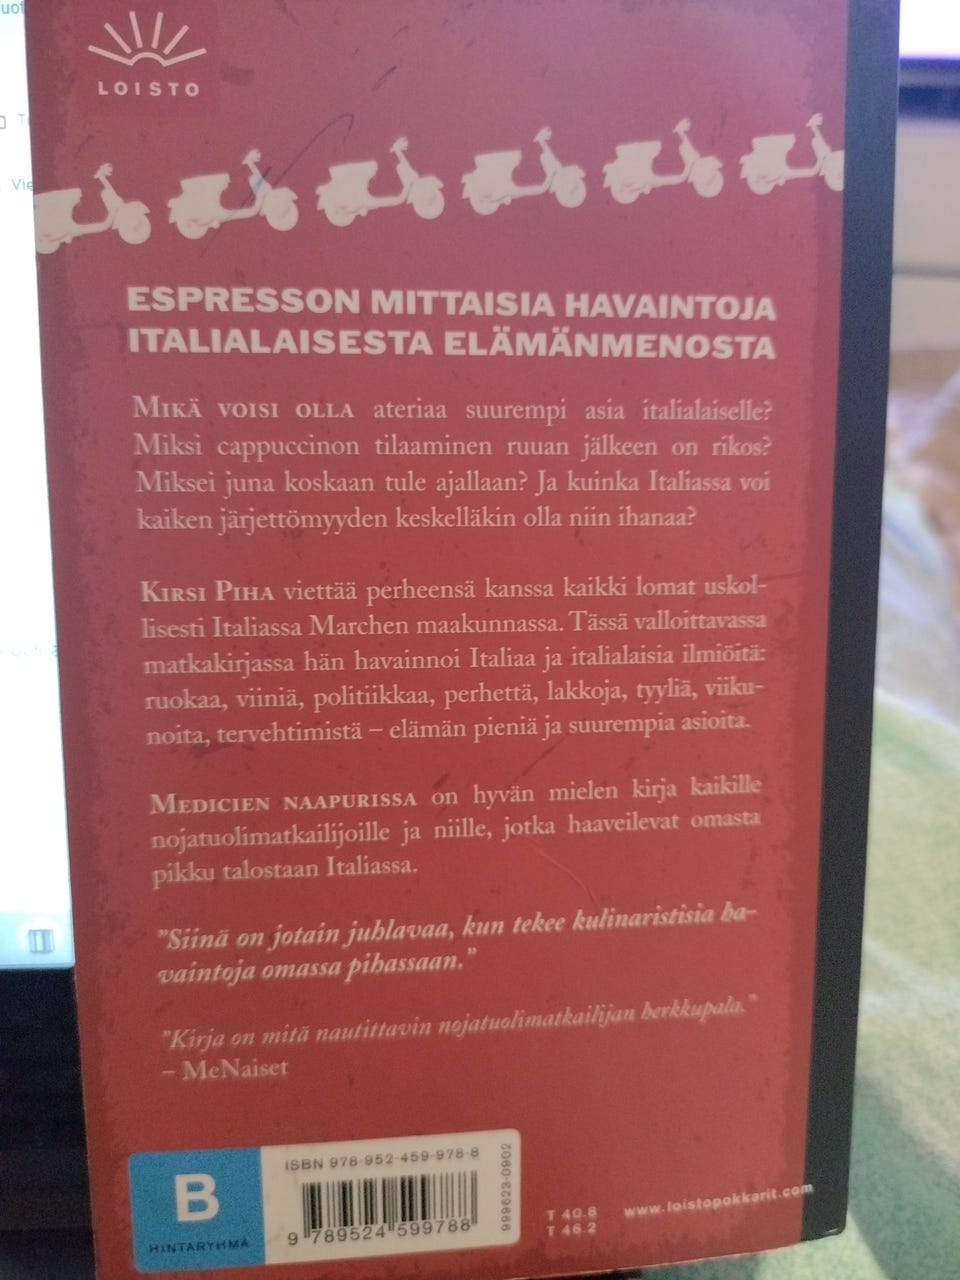 LOISTO
ESPRESSON MITTAISIA HAVAINTOJA
ITALIALAISESTA ELÄMÄNMENOSTA
MIKÄ VOISI OLLA ateriaa suurempi asia italialaiselle?
Miksi cappuccinon tilaaminen ruuan jälkeen on rikos?
Miksei juna koskaan tule ajallaan? Ja kuinka Italiassa voi
kaiken järjettömyyden keskelläkin olla niin ihanaa?
KIRSI PIHA viettää perheensä kanssa kaikki lomat uskol-
lisesti Italiassa Marchen maakunnassa. Tässä valloittavassa
matkakirjassa hän havainnoi Italiaa ja italialaisia ilmiöitä:
ruokaa, viiniä, politiikkaa, perhettä, lakkoja, tyyliä, viiku-
noita, tervehtimistä – elämän pieniä ja suurempia asioita.
MEDICIEN NAAPURISSA on hyvän mielen kirja kaikille
nojatuolimatkailijoille ja niille, jotka haaveilevat omasta
pikku talostaan Italiassa.
"Siinä on jotain juhlavaa, kun tekee kulinaristisia ha-
vaintoja omassa pihassaan."
"Kirja on mitä nautittavin nojatuolimatkailijan herkkupala."
– MeNaiset
B
HINTARYHMÄ
ISBN 978-952-459-978-8
9 789524 599788
999623-0902
T 40.8
T 46.2
www.loistopokkarit.com